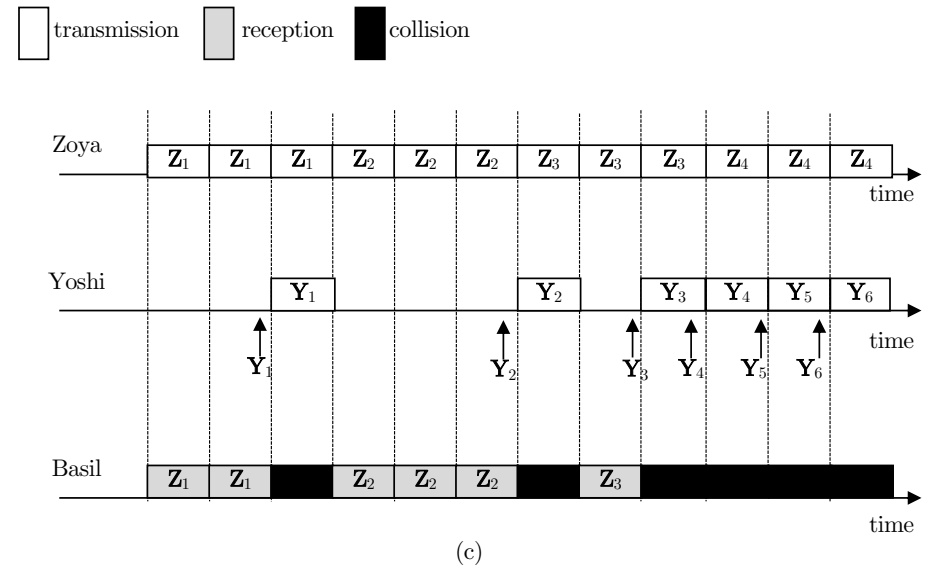 transmission reception collision
Zoya
Z₁ Z₁ Z₁ Z₂ Z₂ Z₂ Z₃ Z₃ Z₃ Z₄ Z₄ Z₄
time
Yoshi
Y₁ Y₂ Y₃ Y₄ Y₅ Y₆
time
Y₁ Y₂ Y₃ Y₄ Y₅ Y₆
Basil
Z₁ Z₁ Z₂ Z₂ Z₂ Z₃
time
(c)